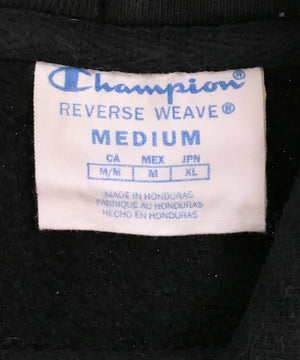 Champion®
REVERSE WEAVE®
MEDIUM
CA MEX JPN
M/M M XL
MADE IN HONDURAS
FABRIQUÉ AU HONDURAS
HECHO EN HONDURAS